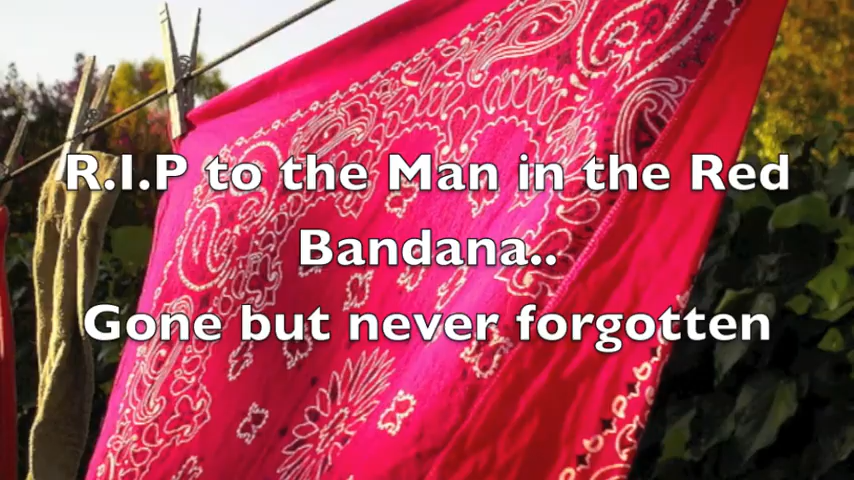 R.I.P to the Man in the Red
Bandana..
Gone but never forgotten